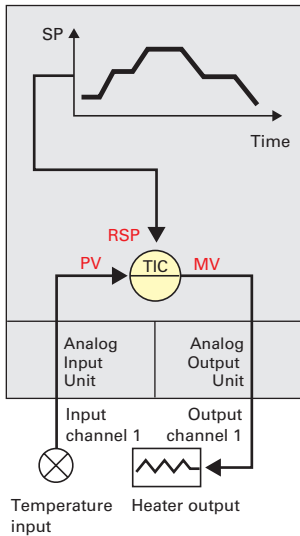 SP
Time
RSP
PV
TIC
MV
Analog
Input
Unit
Analog
Output
Unit
Input
channel 1
Output
channel 1
Temperature
input
Heater output